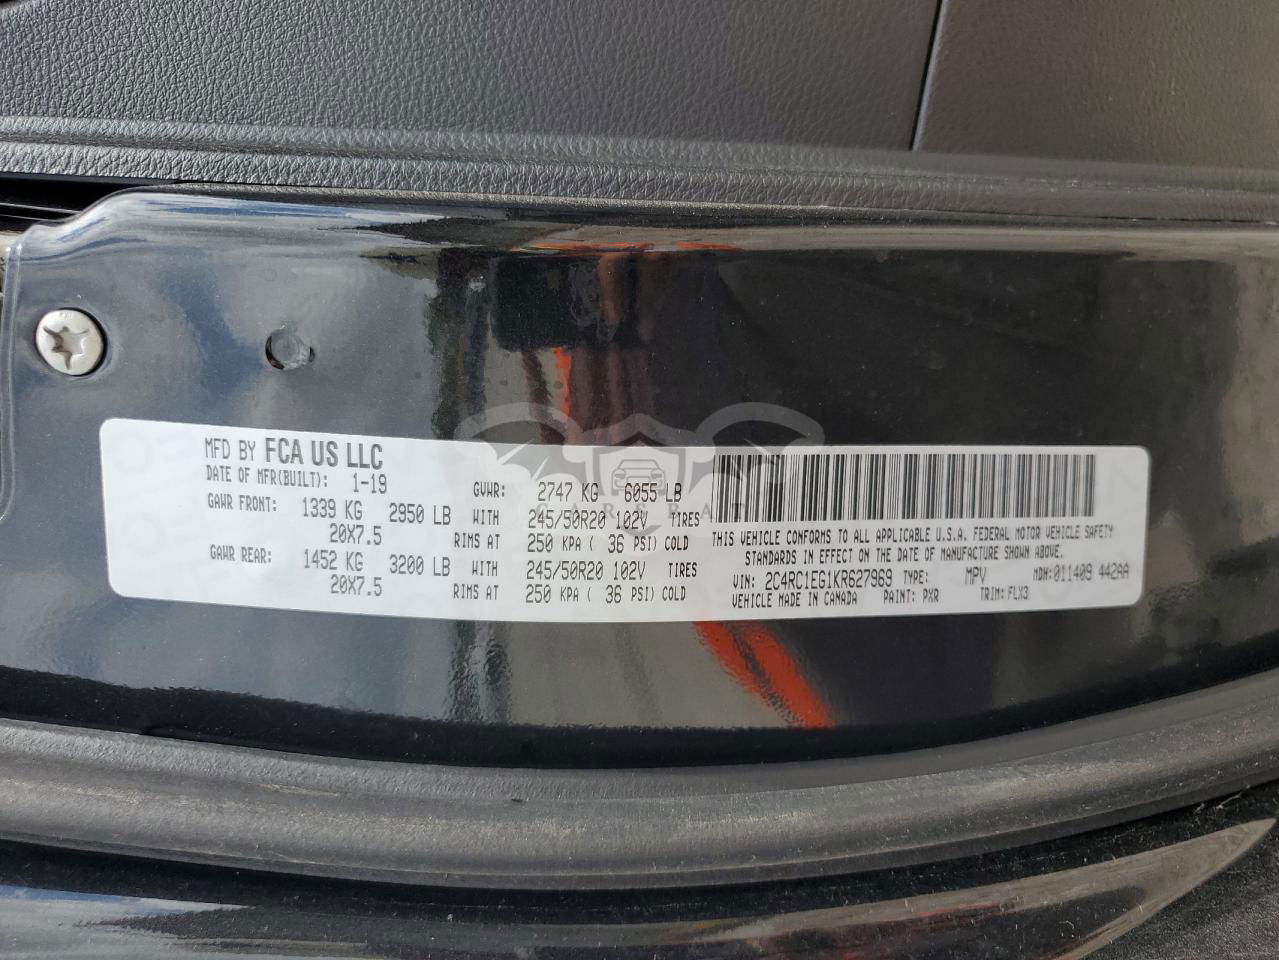 MFD BY FCA US LLC
DATE OF MFR(BUILT): 1-19
GVWR: 2747 KG 6055 LB
GAWR FRONT: 1339 KG 2950 LB WITH 245/50R20 102V TIRES
20X7.5 RIMS AT 250 KPA ( 36 PSI) COLD
GAWR REAR: 1452 KG 3200 LB WITH 245/50R20 102V TIRES
20X7.5 RIMS AT 250 KPA ( 36 PSI) COLD
THIS VEHICLE CONFORMS TO ALL APPLICABLE U.S.A. FEDERAL MOTOR VEHICLE SAFETY
STANDARDS IN EFFECT ON THE DATE OF MANUFACTURE SHOWN ABOVE.
VIN: 2C4RC1EG1KR627969 TYPE: MPV MDH: 011409 442AA
VEHICLE MADE IN CANADA PAINT: PXR TRIM: FLX3
CARSBAT